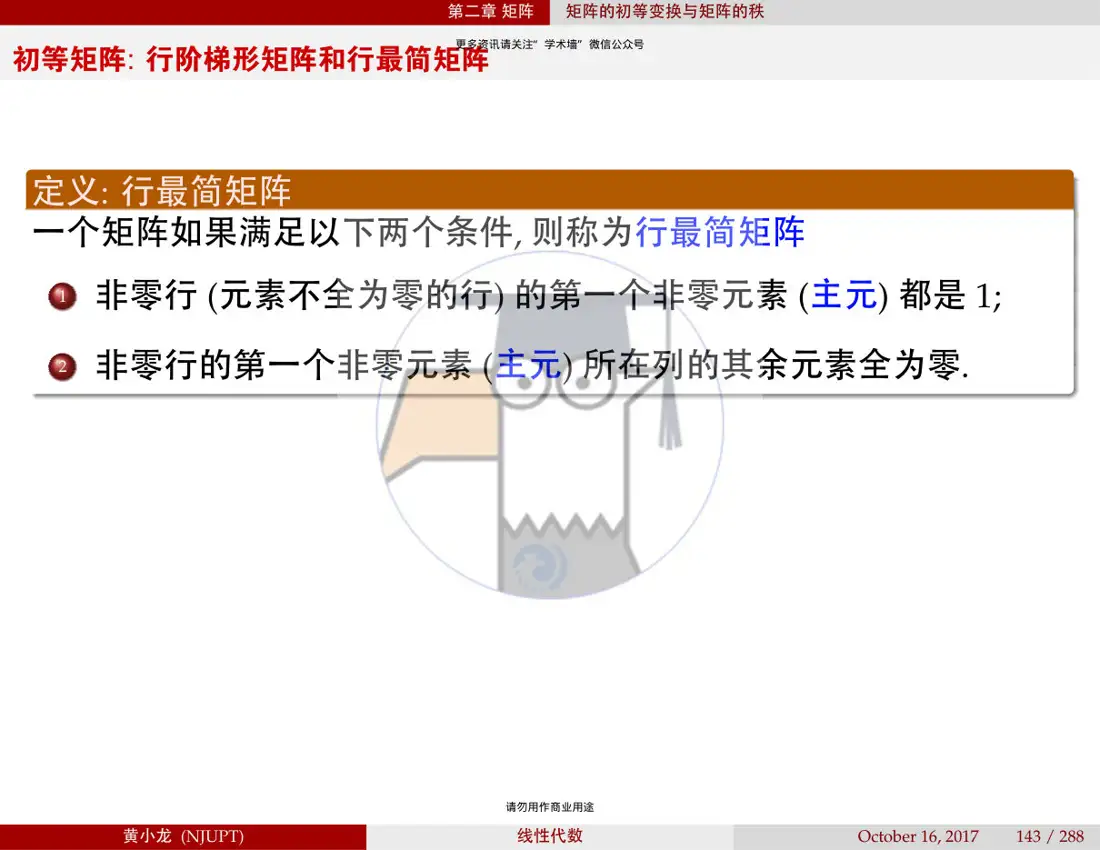 第二章 矩阵 矩阵的初等变换与矩阵的秩
更多资讯请关注“学术墙”微信公众号
初等矩阵: 行阶梯形矩阵和行最简矩阵
定义: 行最简矩阵
一个矩阵如果满足以下两个条件, 则称为行最简矩阵
1 非零行 (元素不全为零的行) 的第一个非零元素 (主元) 都是 1;
2 非零行的第一个非零元素 (主元) 所在列的其余元素全为零.
请勿用作商业用途
黄小龙 (NJUPT) 线性代数 October 16, 2017 143 / 288